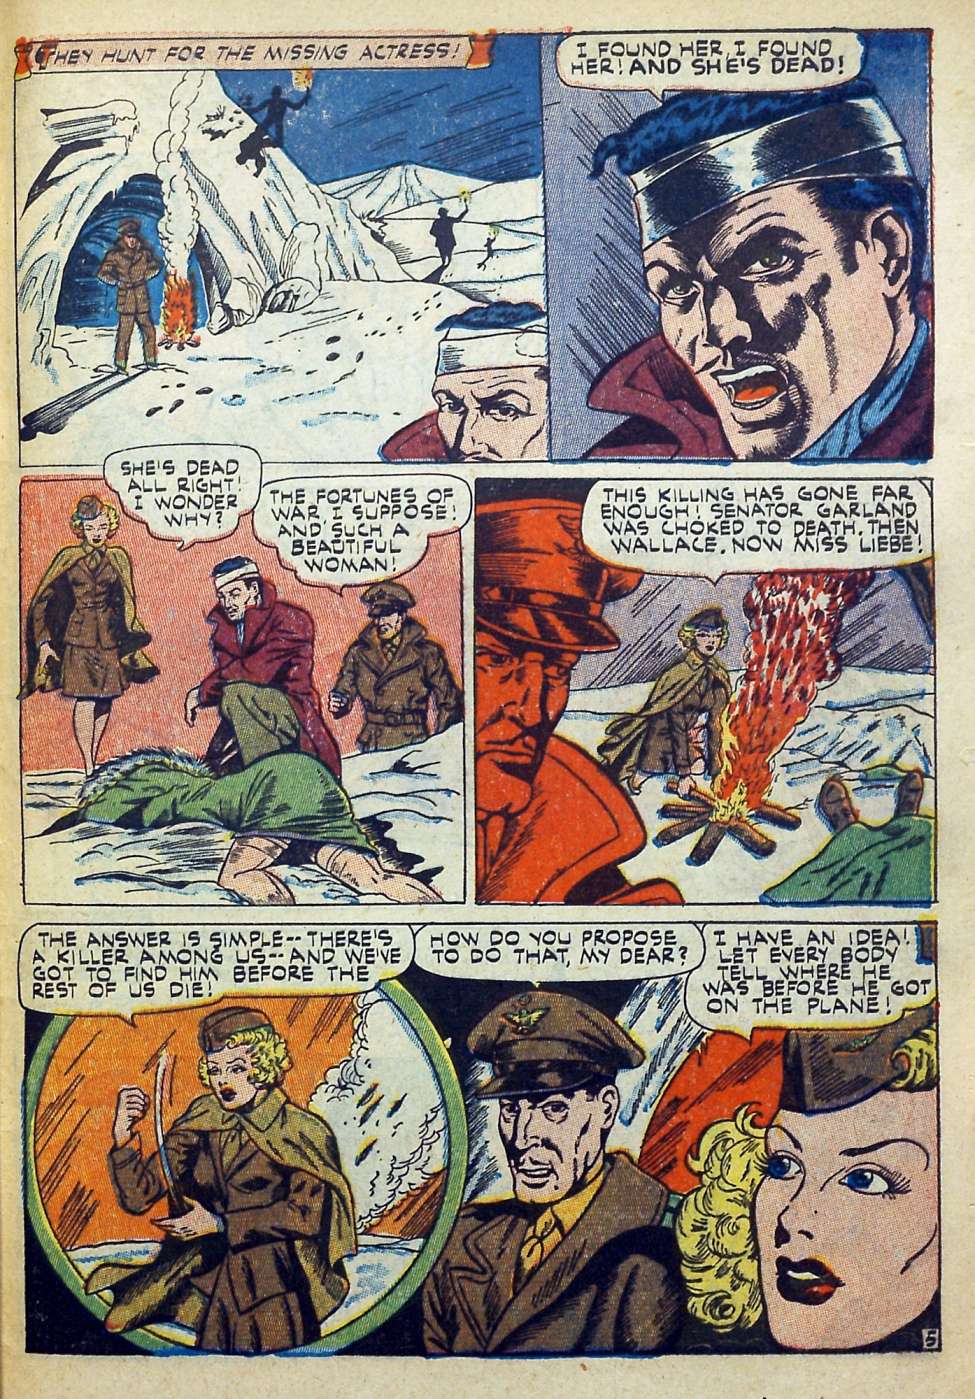 THEY HUNT FOR THE MISSING ACTRESS!
I FOUND HER, I FOUND
HER! AND SHE'S DEAD!
SHE'S DEAD
ALL RIGHT!
I WONDER
WHY?
THE FORTUNES OF
WAR, I SUPPOSE!
AND, SUCH A
BEAUTIFUL
WOMAN!
THIS KILLING HAS GONE FAR
ENOUGH! SENATOR GARLAND
WAS CHOKED TO DEATH, THEN
WALLACE, NOW MISS LIEBE!
THE ANSWER IS SIMPLE--THERE'S
A KILLER AMONG US--AND WE'VE
GOT TO FIND HIM BEFORE THE
REST OF US DIE!
HOW DO YOU PROPOSE
TO DO THAT, MY DEAR?
I HAVE AN IDEA!
LET EVERY BODY
TELL WHERE HE
WAS BEFORE HE GOT
ON THE PLANE!
5